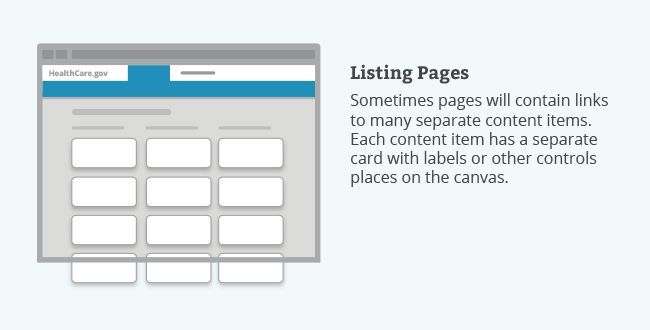 HealthCare.gov
Listing Pages
Sometimes pages will contain links
to many separate content items.
Each content item has a separate
card with labels or other controls
places on the canvas.